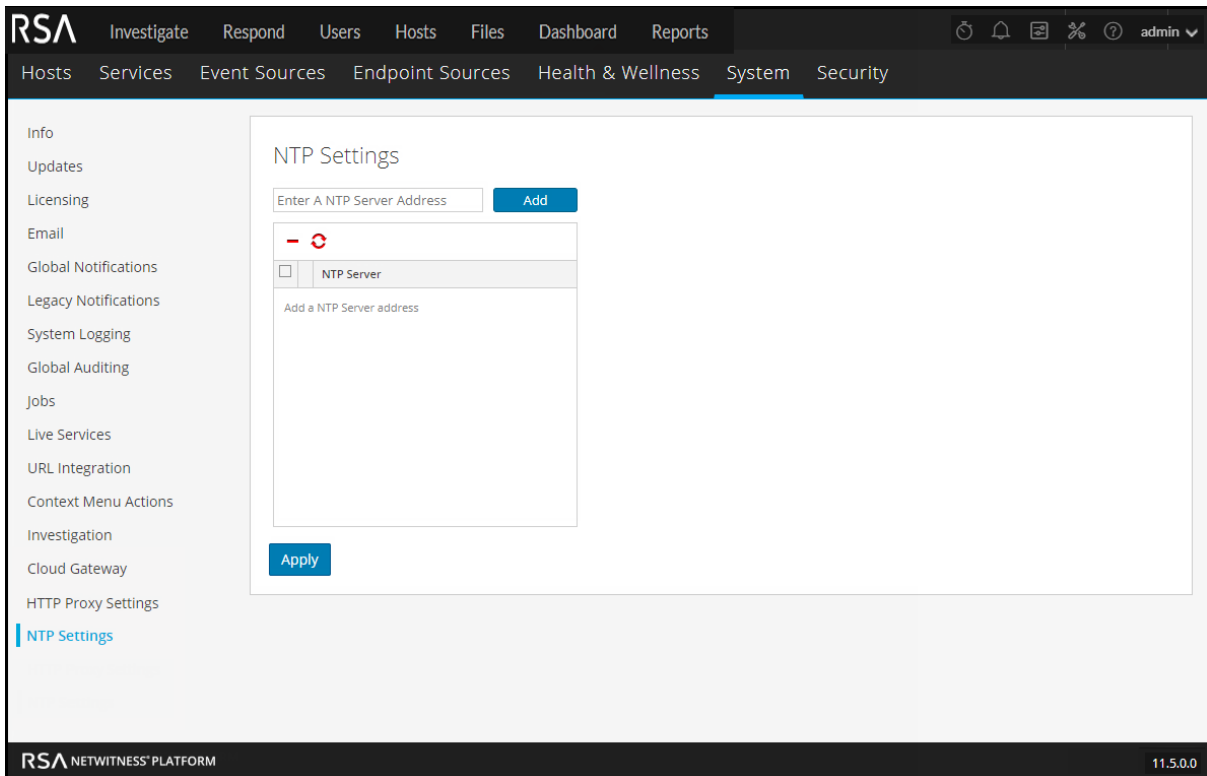 RSA Investigate Respond Users Hosts Files Dashboard Reports admin
Hosts Services Event Sources Endpoint Sources Health & Wellness System Security
Info
Updates
Licensing
Email
Global Notifications
Legacy Notifications
System Logging
Global Auditing
Jobs
Live Services
URL Integration
Context Menu Actions
Investigation
Cloud Gateway
HTTP Proxy Settings
NTP Settings
NTP Settings
Enter A NTP Server Address Add
NTP Server
Add a NTP Server address
Apply
RSA NETWITNESS® PLATFORM 11.5.0.0